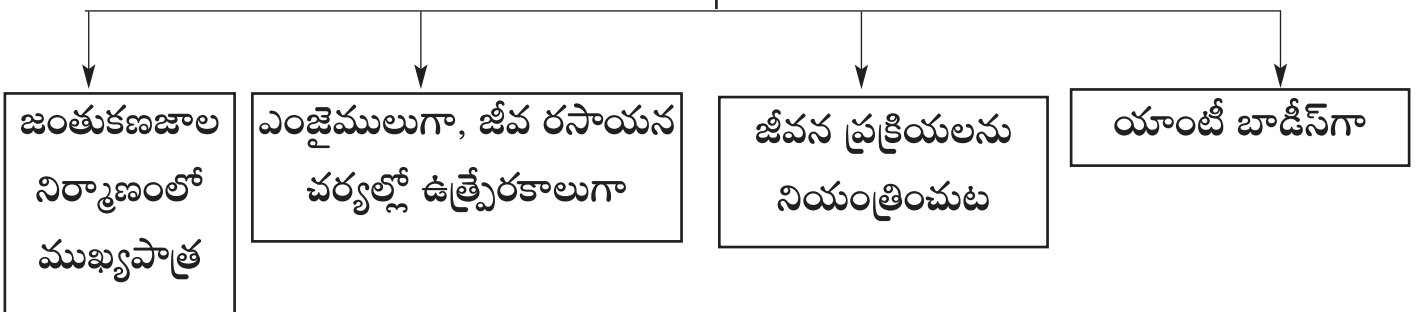 జంతుకణజాల
నిర్మాణంలో
ముఖ్యపాత్ర
ఎంజైములుగా, జీవ రసాయన
చర్యల్లో ఉత్ప్రేరకాలుగా
జీవన ప్రక్రియలను
నియంత్రించుట
యాంటీ బాడీస్‌గా